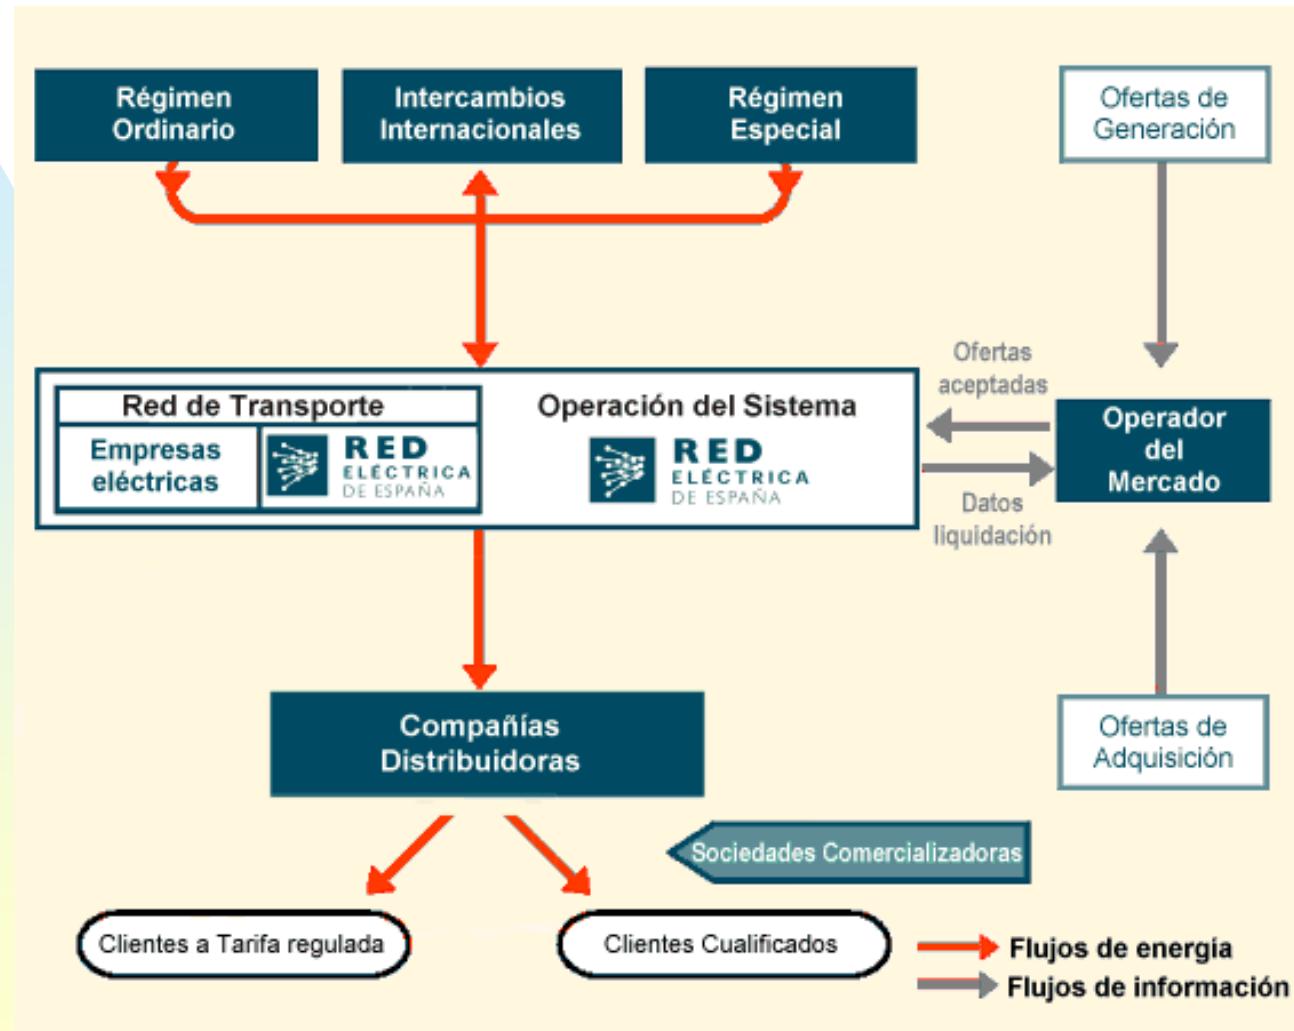 Régimen
Ordinario
Intercambios
Internacionales
Régimen
Especial
Ofertas de
Generación
Ofertas
aceptadas
Red de Transporte
Empresas
eléctricas
RED
ELÉCTRICA
DE ESPAÑA
Operación del Sistema
RED
ELÉCTRICA
DE ESPAÑA
Operador
del
Mercado
Datos
liquidación
Compañías
Distribuidoras
Ofertas de
Adquisición
Sociedades Comercializadoras
Clientes a Tarifa regulada
Clientes Cualificados
Flujos de energía
Flujos de información